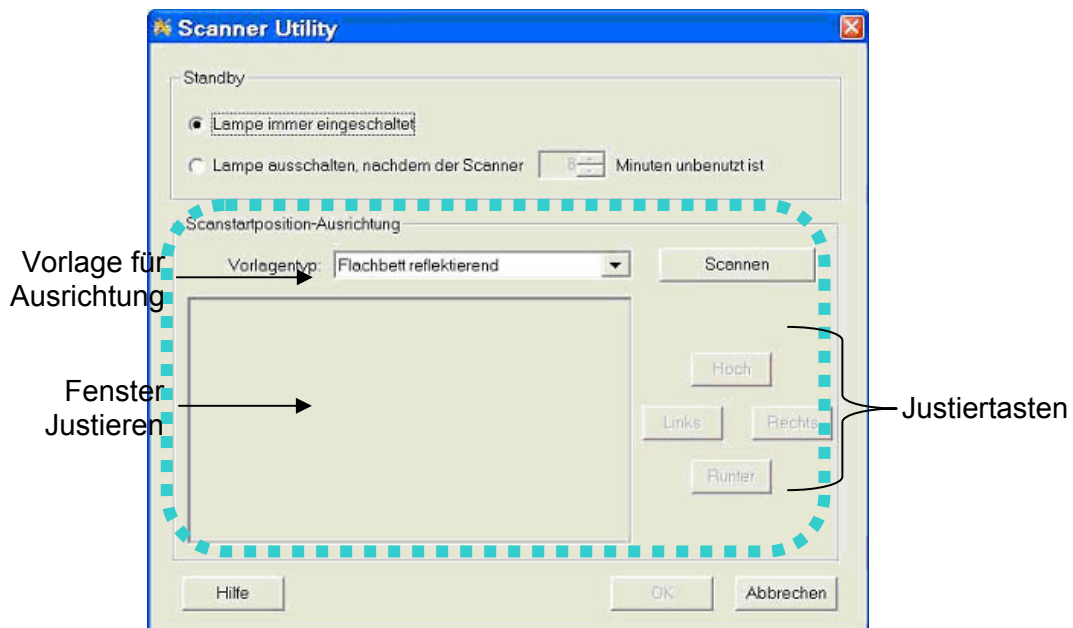 Scanner Utility
Standby
Lampe immer eingeschaltet
Lampe ausschalten, nachdem der Scanner 8 Minuten unbenutzt ist
Scanstartposition-Ausrichtung
Vorlage für
Ausrichtung
Vorlagentyp: Flachbett reflektierend Scannen
Fenster
Justieren
Hoch
Links Rechts
Runter
Justiertasten
Hilfe OK Abbrechen